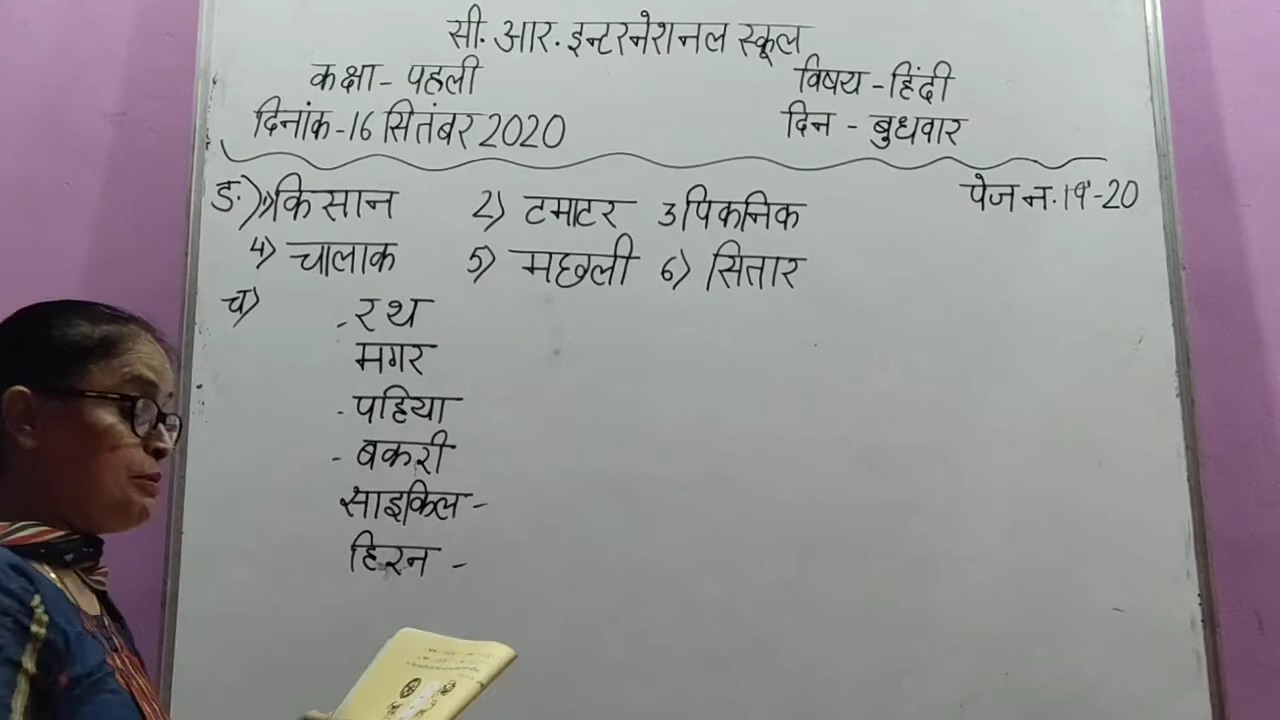 सी. आर. इन्टरनेशनल स्कूल
कक्षा - पहली विषय - हिंदी
दिनांक - 16 सितंबर 2020 दिन - बुधवार
पेज न. 19-20
ङ.) 1) किसान 2) टमाटर 3 पिकनिक
4) चालाक 5) मछली 6) सितार
च) - रथ
मगर
- पहिया
- बकरी
साइकिल -
हिरन -